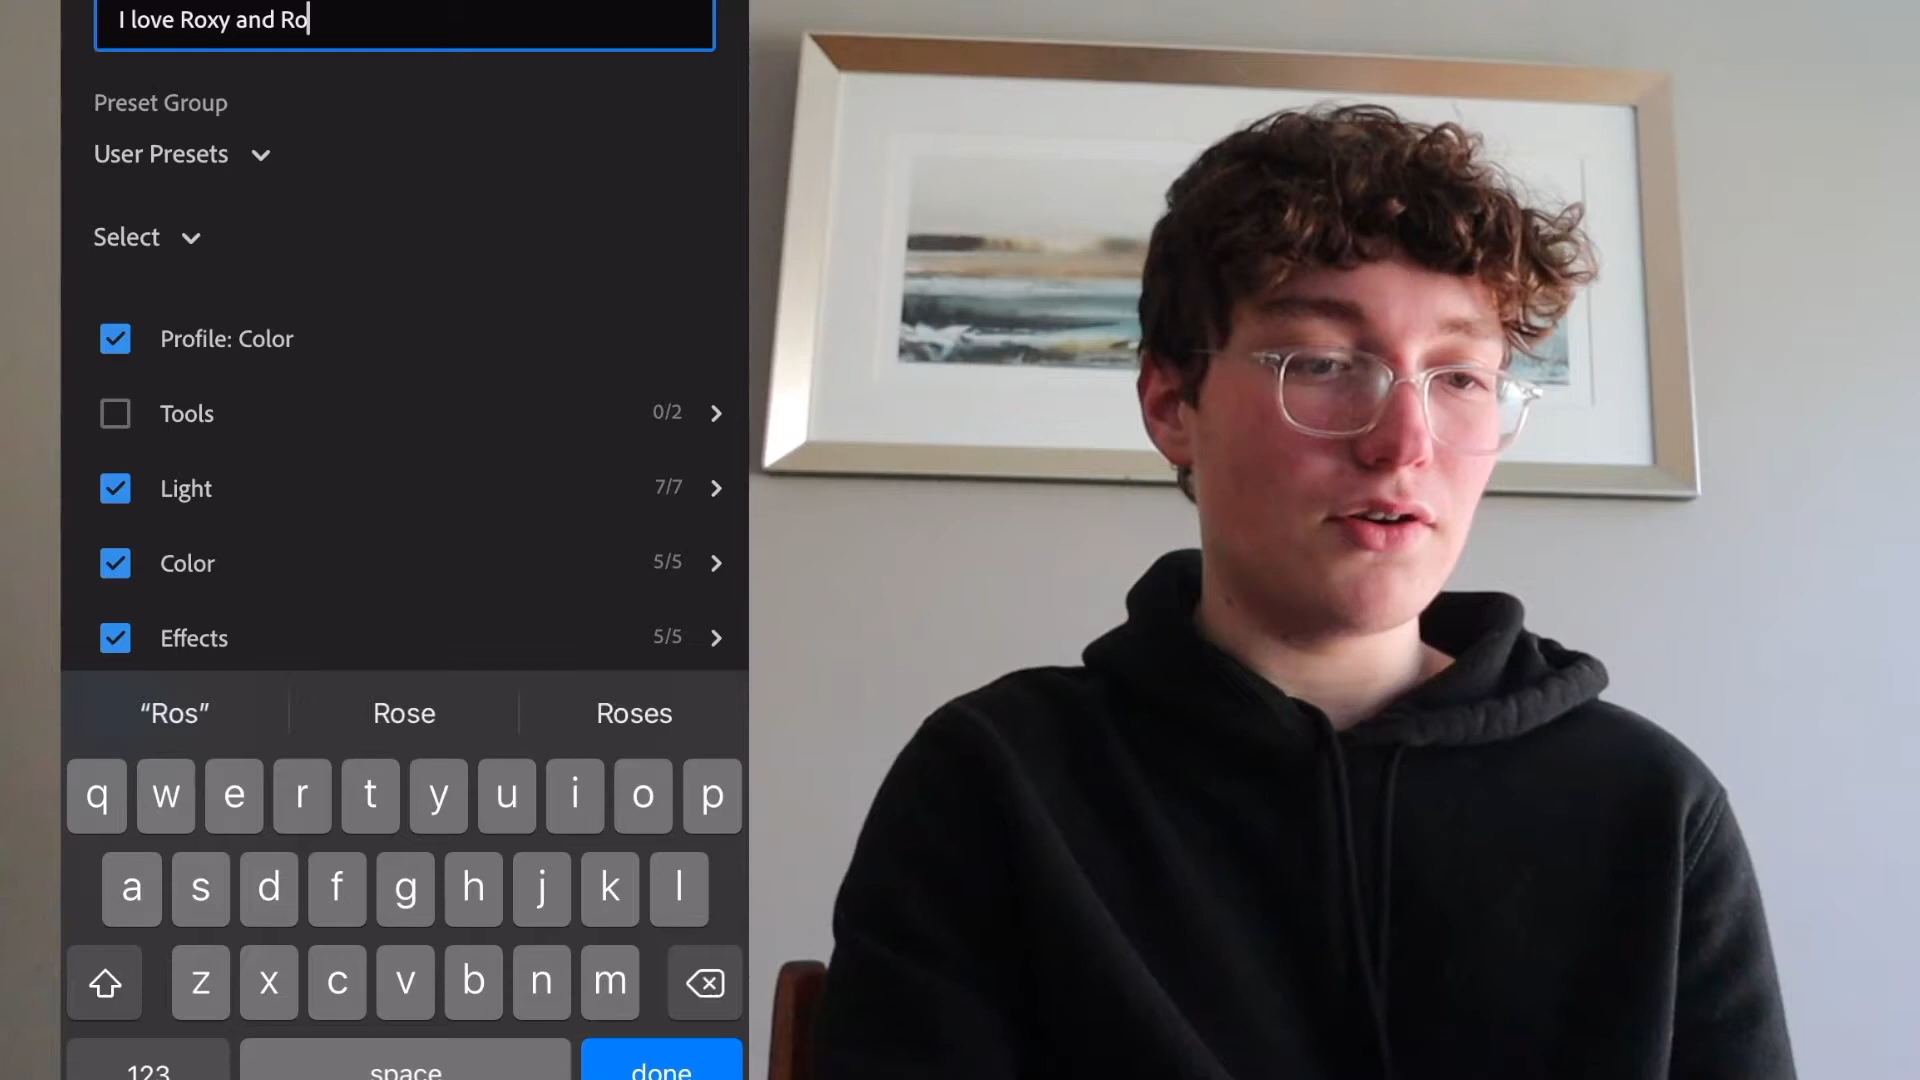 I love Roxy and Ro
Preset Group
User Presets
Select
Profile: Color
Tools 0/2
Light 7/7
Color 5/5
Effects 5/5
“Ros” Rose Roses
q w e r t y u i o p
a s d f g h j k l
z x c v b n m
123 space done